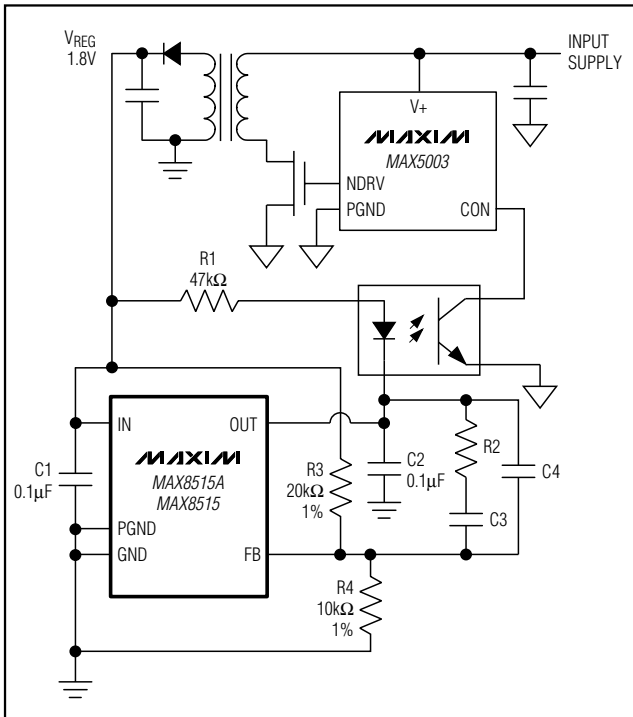 VREG
1.8V
INPUT
SUPPLY
V+
MAXIM
MAX5003
NDRV
PGND
CON
R1
47kΩ
IN
OUT
MAXIM
MAX8515A
MAX8515
PGND
GND
FB
C1
0.1µF
R3
20kΩ
1%
C2
0.1µF
R2
C3
C4
R4
10kΩ
1%